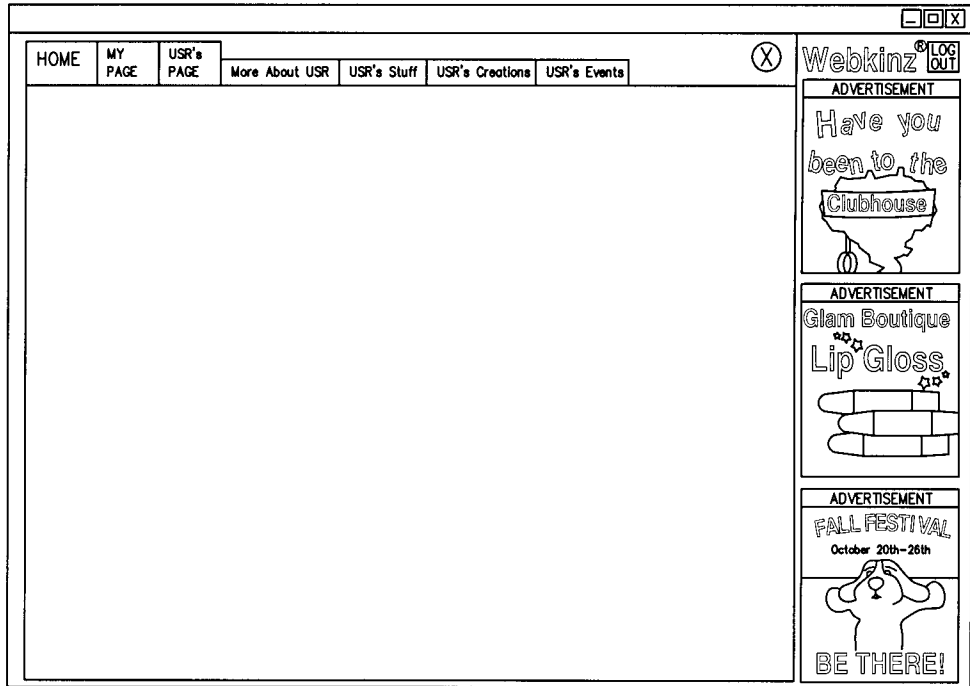 HOME
MY
PAGE
USR's
PAGE
More About USR
USR's Stuff
USR's Creations
USR's Events
X
Webkinz®
LOG
OUT
ADVERTISEMENT
Have you
been to the
Clubhouse
ADVERTISEMENT
Glam Boutique
Lip Gloss
ADVERTISEMENT
FALL FESTIVAL
October 20th-26th
BE THERE!